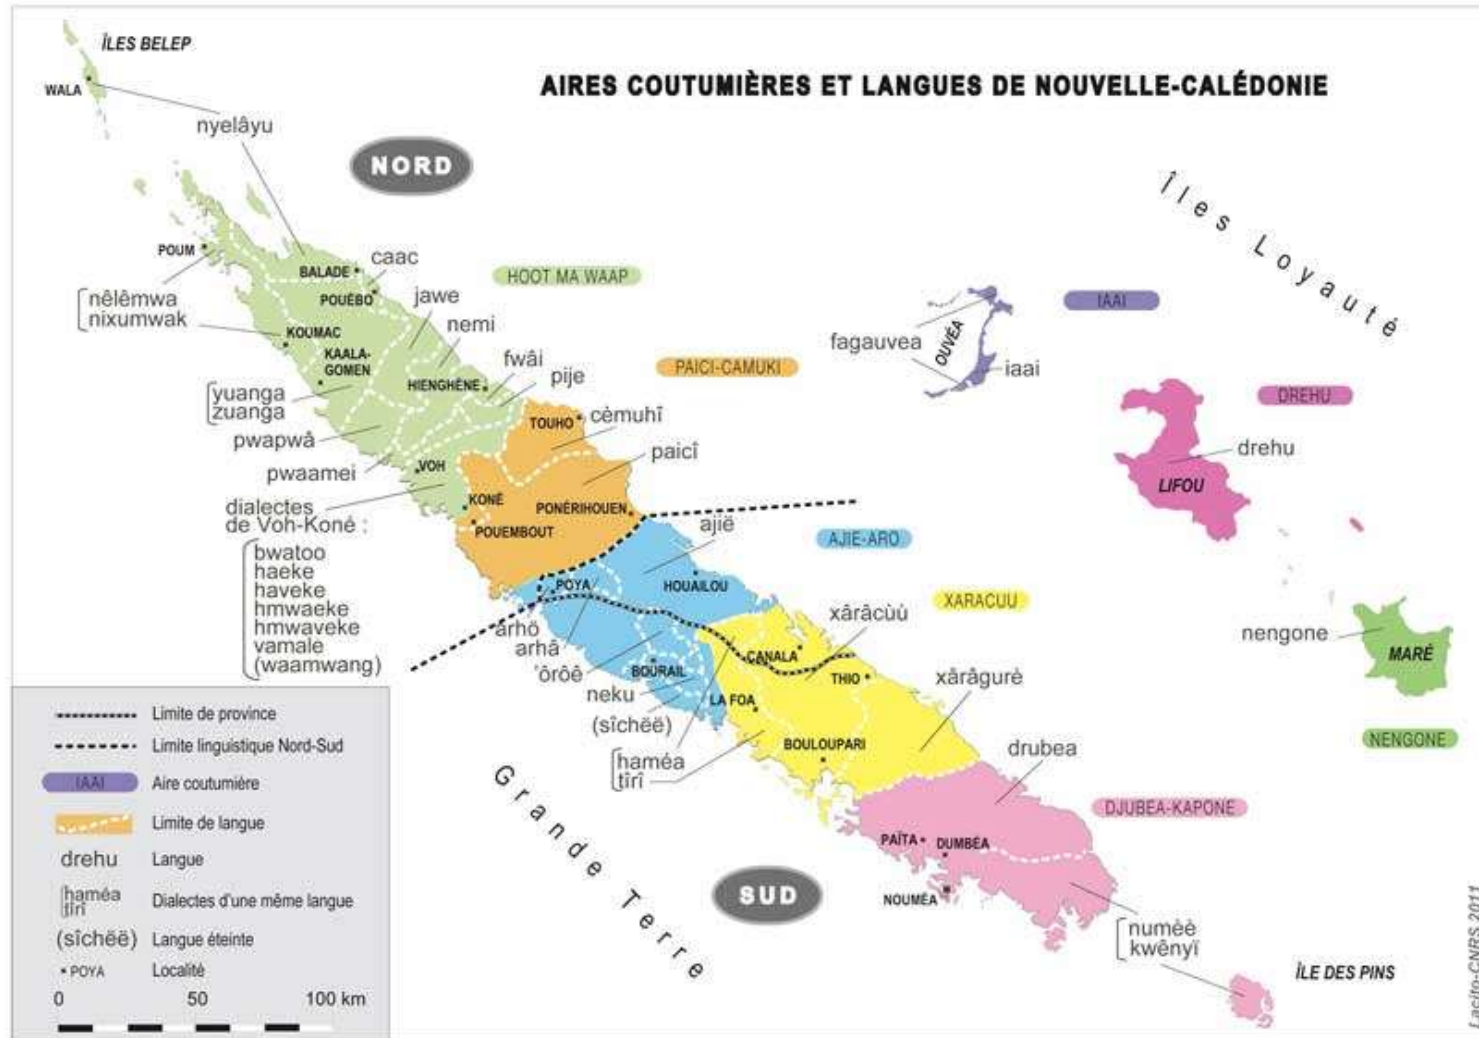 AIRES COUTUMIÈRES ET LANGUES DE NOUVELLE-CALÉDONIE
ÎLES BELEP
WALA
nyelâyu
NORD
Îles Loyauté
POUM
BALADE
caac
HOOT MA WAAP
POUÉBO
jawe
nêlêmwa
nixumwak
nemi
KOUMAC
KAALA-
GOMEN
fwâi
HIENGHÈNE
pije
PAICI-CAMUKI
fagauvea
OUVÉA
iaai
IAAI
DREHU
yuanga
zuanga
TOUHO
cèmuhî
pwapwâ
paicî
drehu
LIFOU
pwaamei
VOH
dialectes
de Voh-Koné :
KONÉ
PONÉRIHOUEN
POUEMBOUT
bwatoo
haeke
haveke
hmwaeke
hmwaveke
vamale
(waamwang)
ajië
AJIE-ARO
POYA
HOUAILOU
XARACUU
ârhö
arhâ
xârâcùù
'ôrôê
CANALA
nengone
MARÉ
BOURAIL
THIO
neku
LA FOA
xârâgurè
(sîchëë)
NENGONE
BOULOUPARI
drubea
haméa
tîrî
DJUBEA-KAPONE
Grande Terre
PAÏTA
DUMBÉA
SUD
NOUMÉA
numèè
kwênyï
ÎLE DES PINS
Limite de province
Limite linguistique Nord-Sud
IAAI Aire coutumière
Limite de langue
drehu Langue
haméa
tîrî
Dialectes d'une même langue
(sîchëë) Langue éteinte
POYA Localité
0 50 100 km
Lacito-CNRS 2011